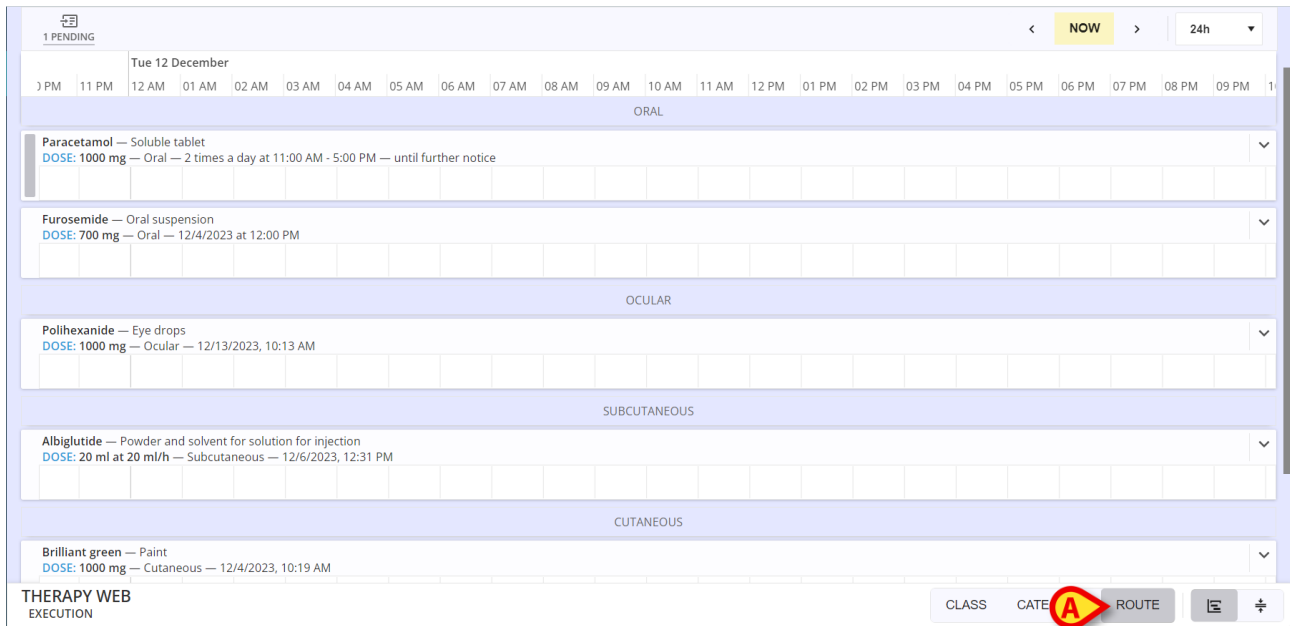 1 PENDING
NOW
24h
Tue 12 December
PM 11 PM 12 AM 01 AM 02 AM 03 AM 04 AM 05 AM 06 AM 07 AM 08 AM 09 AM 10 AM 11 AM 12 PM 01 PM 02 PM 03 PM 04 PM 05 PM 06 PM 07 PM 08 PM 09 PM
ORAL
Paracetamol — Soluble tablet
DOSE: 1000 mg — Oral — 2 times a day at 11:00 AM - 5:00 PM — until further notice
Furosemide — Oral suspension
DOSE: 700 mg — Oral — 12/4/2023 at 12:00 PM
OCULAR
Polihexanide — Eye drops
DOSE: 1000 mg — Ocular — 12/13/2023, 10:13 AM
SUBCUTANEOUS
Albiglutide — Powder and solvent for solution for injection
DOSE: 20 ml at 20 ml/h — Subcutaneous — 12/6/2023, 12:31 PM
CUTANEOUS
Brilliant green — Paint
DOSE: 1000 mg — Cutaneous — 12/4/2023, 10:19 AM
THERAPY WEB
EXECUTION
CLASS CATE A ROUTE